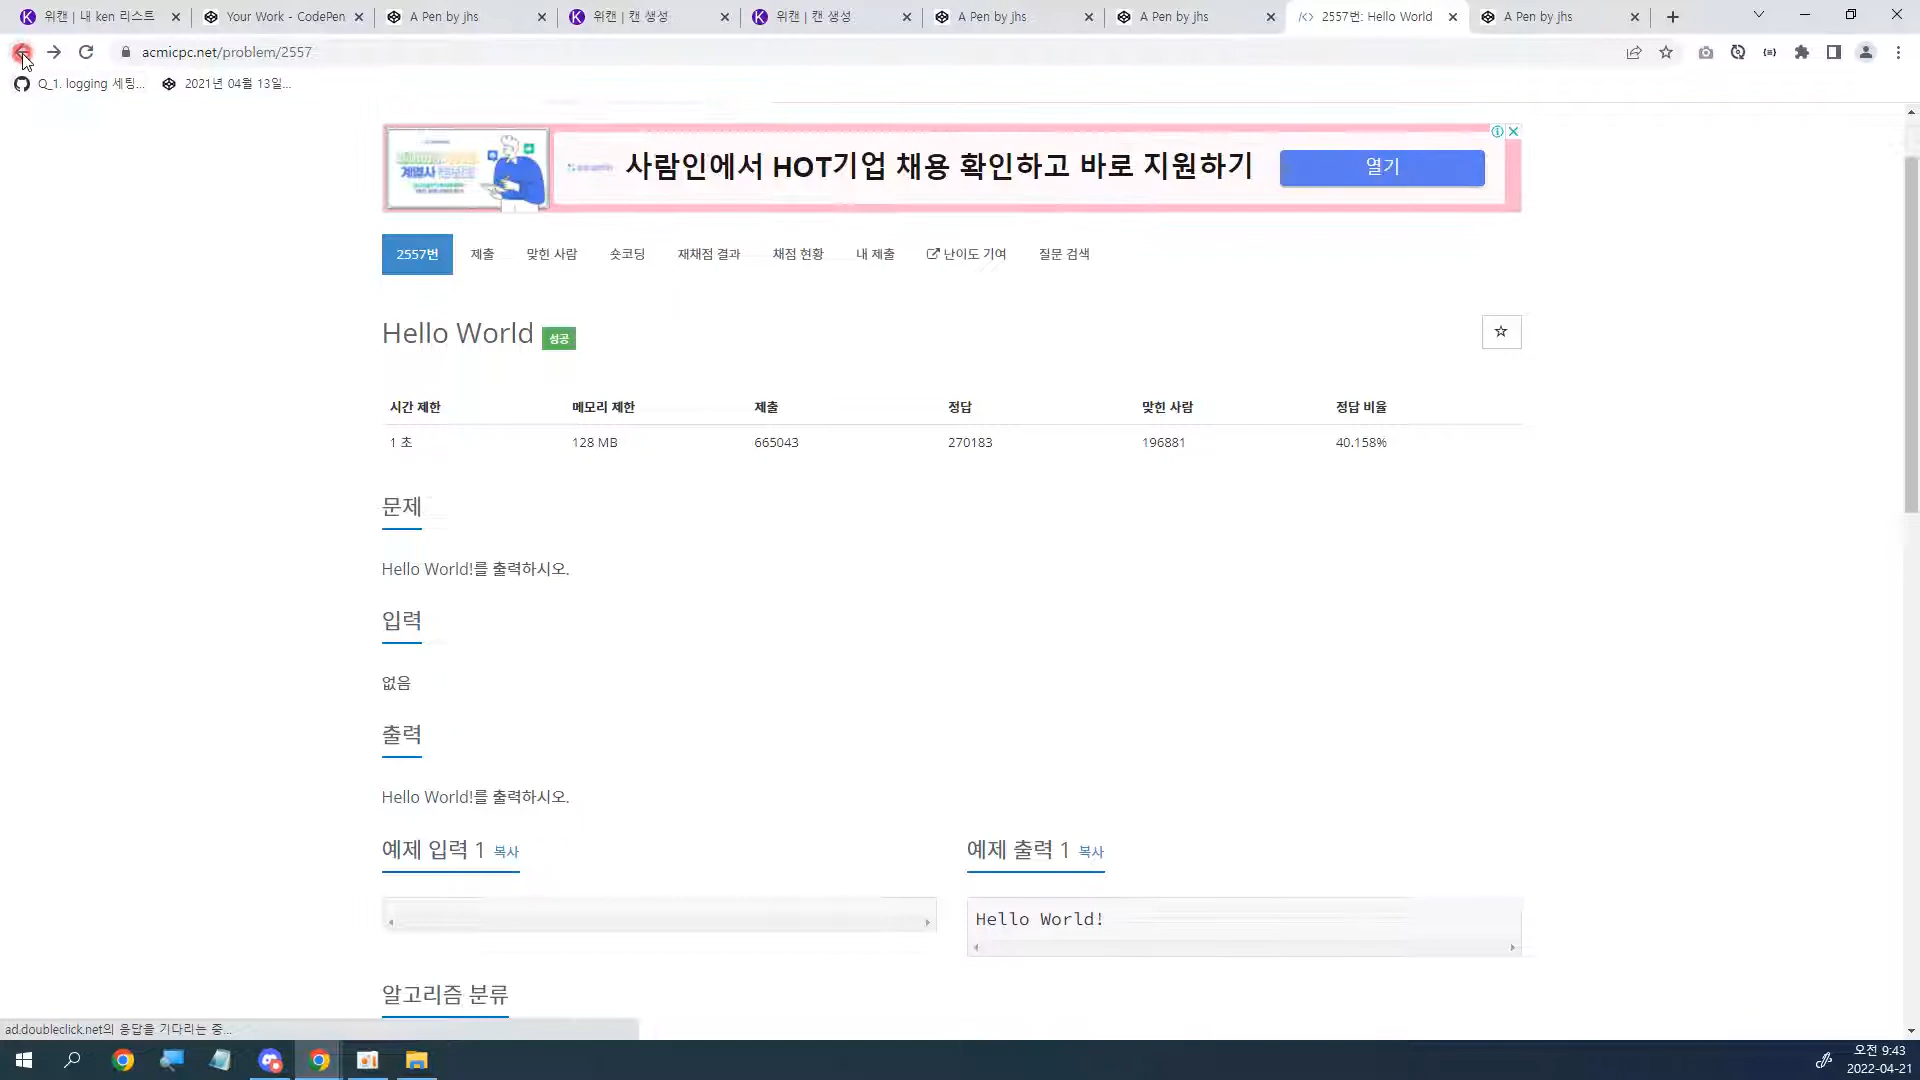 위캔 | 내 ken 리스트
Your Work - CodePen
A Pen by jhs
위캔 | 캔 생성
위캔 | 캔 생성
A Pen by jhs
A Pen by jhs
2557번: Hello World
A Pen by jhs
acmicpc.net/problem/2557
Q_1. logging 세팅...
2021년 04월 13일...
계열사
사람인에서 HOT기업 채용 확인하고 바로 지원하기
열기
2557번
제출
맞힌 사람
숏코딩
재채점 결과
채점 현황
내 제출
난이도 기여
질문 검색
Hello World 성공
시간 제한 메모리 제한 제출 정답 맞힌 사람 정답 비율
1 초 128 MB 665043 270183 196881 40.158%
문제
Hello World!를 출력하시오.
입력
없음
출력
Hello World!를 출력하시오.
예제 입력 1 복사
예제 출력 1 복사
Hello World!
알고리즘 분류
ad.doubleclick.net의 응답을 기다리는 중...
오전 9:43
2022-04-21